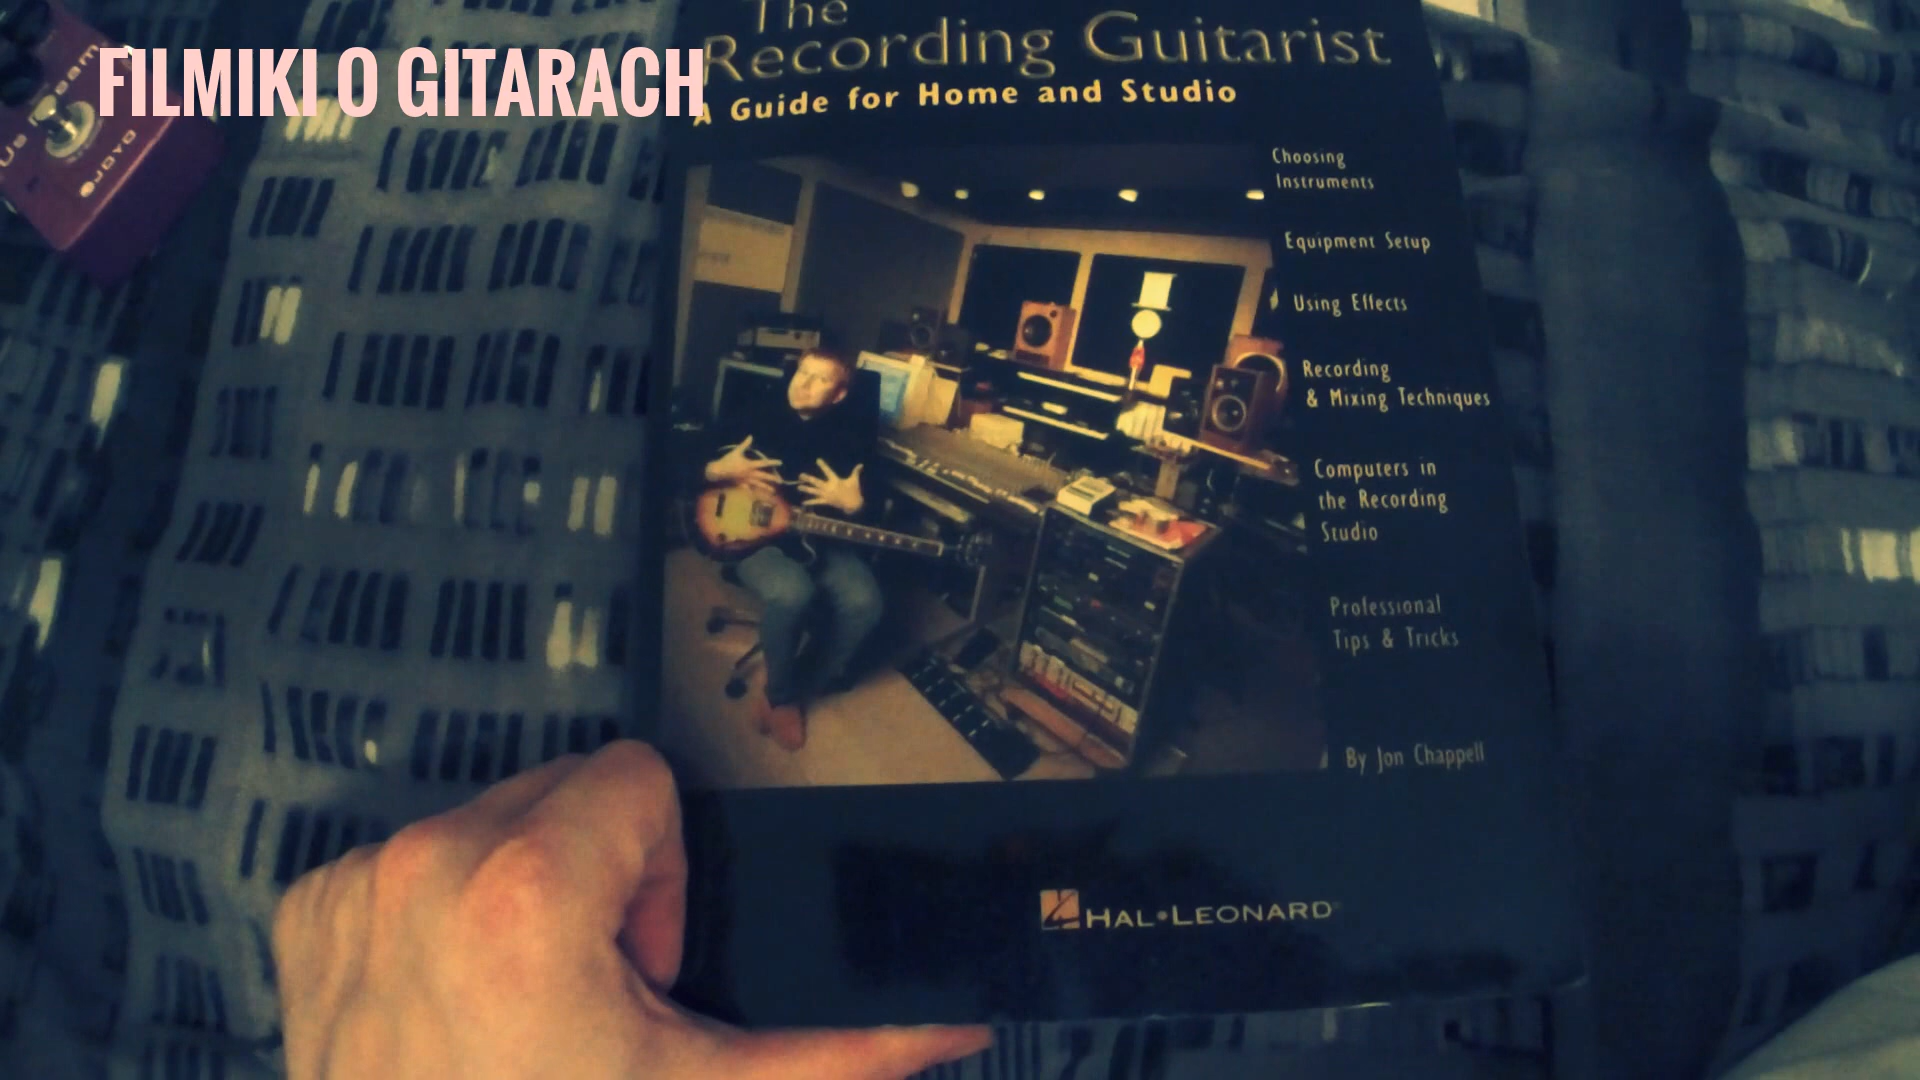 FILMIKI O GITARACH
The
Recording Guitarist
A Guide for Home and Studio
Choosing
Instruments
Equipment Setup
Using Effects
Recording
& Mixing Techniques
Computers in
the Recording
Studio
Professional
Tips & Tricks
By Jon Chappell
HAL•LEONARD
JOYO